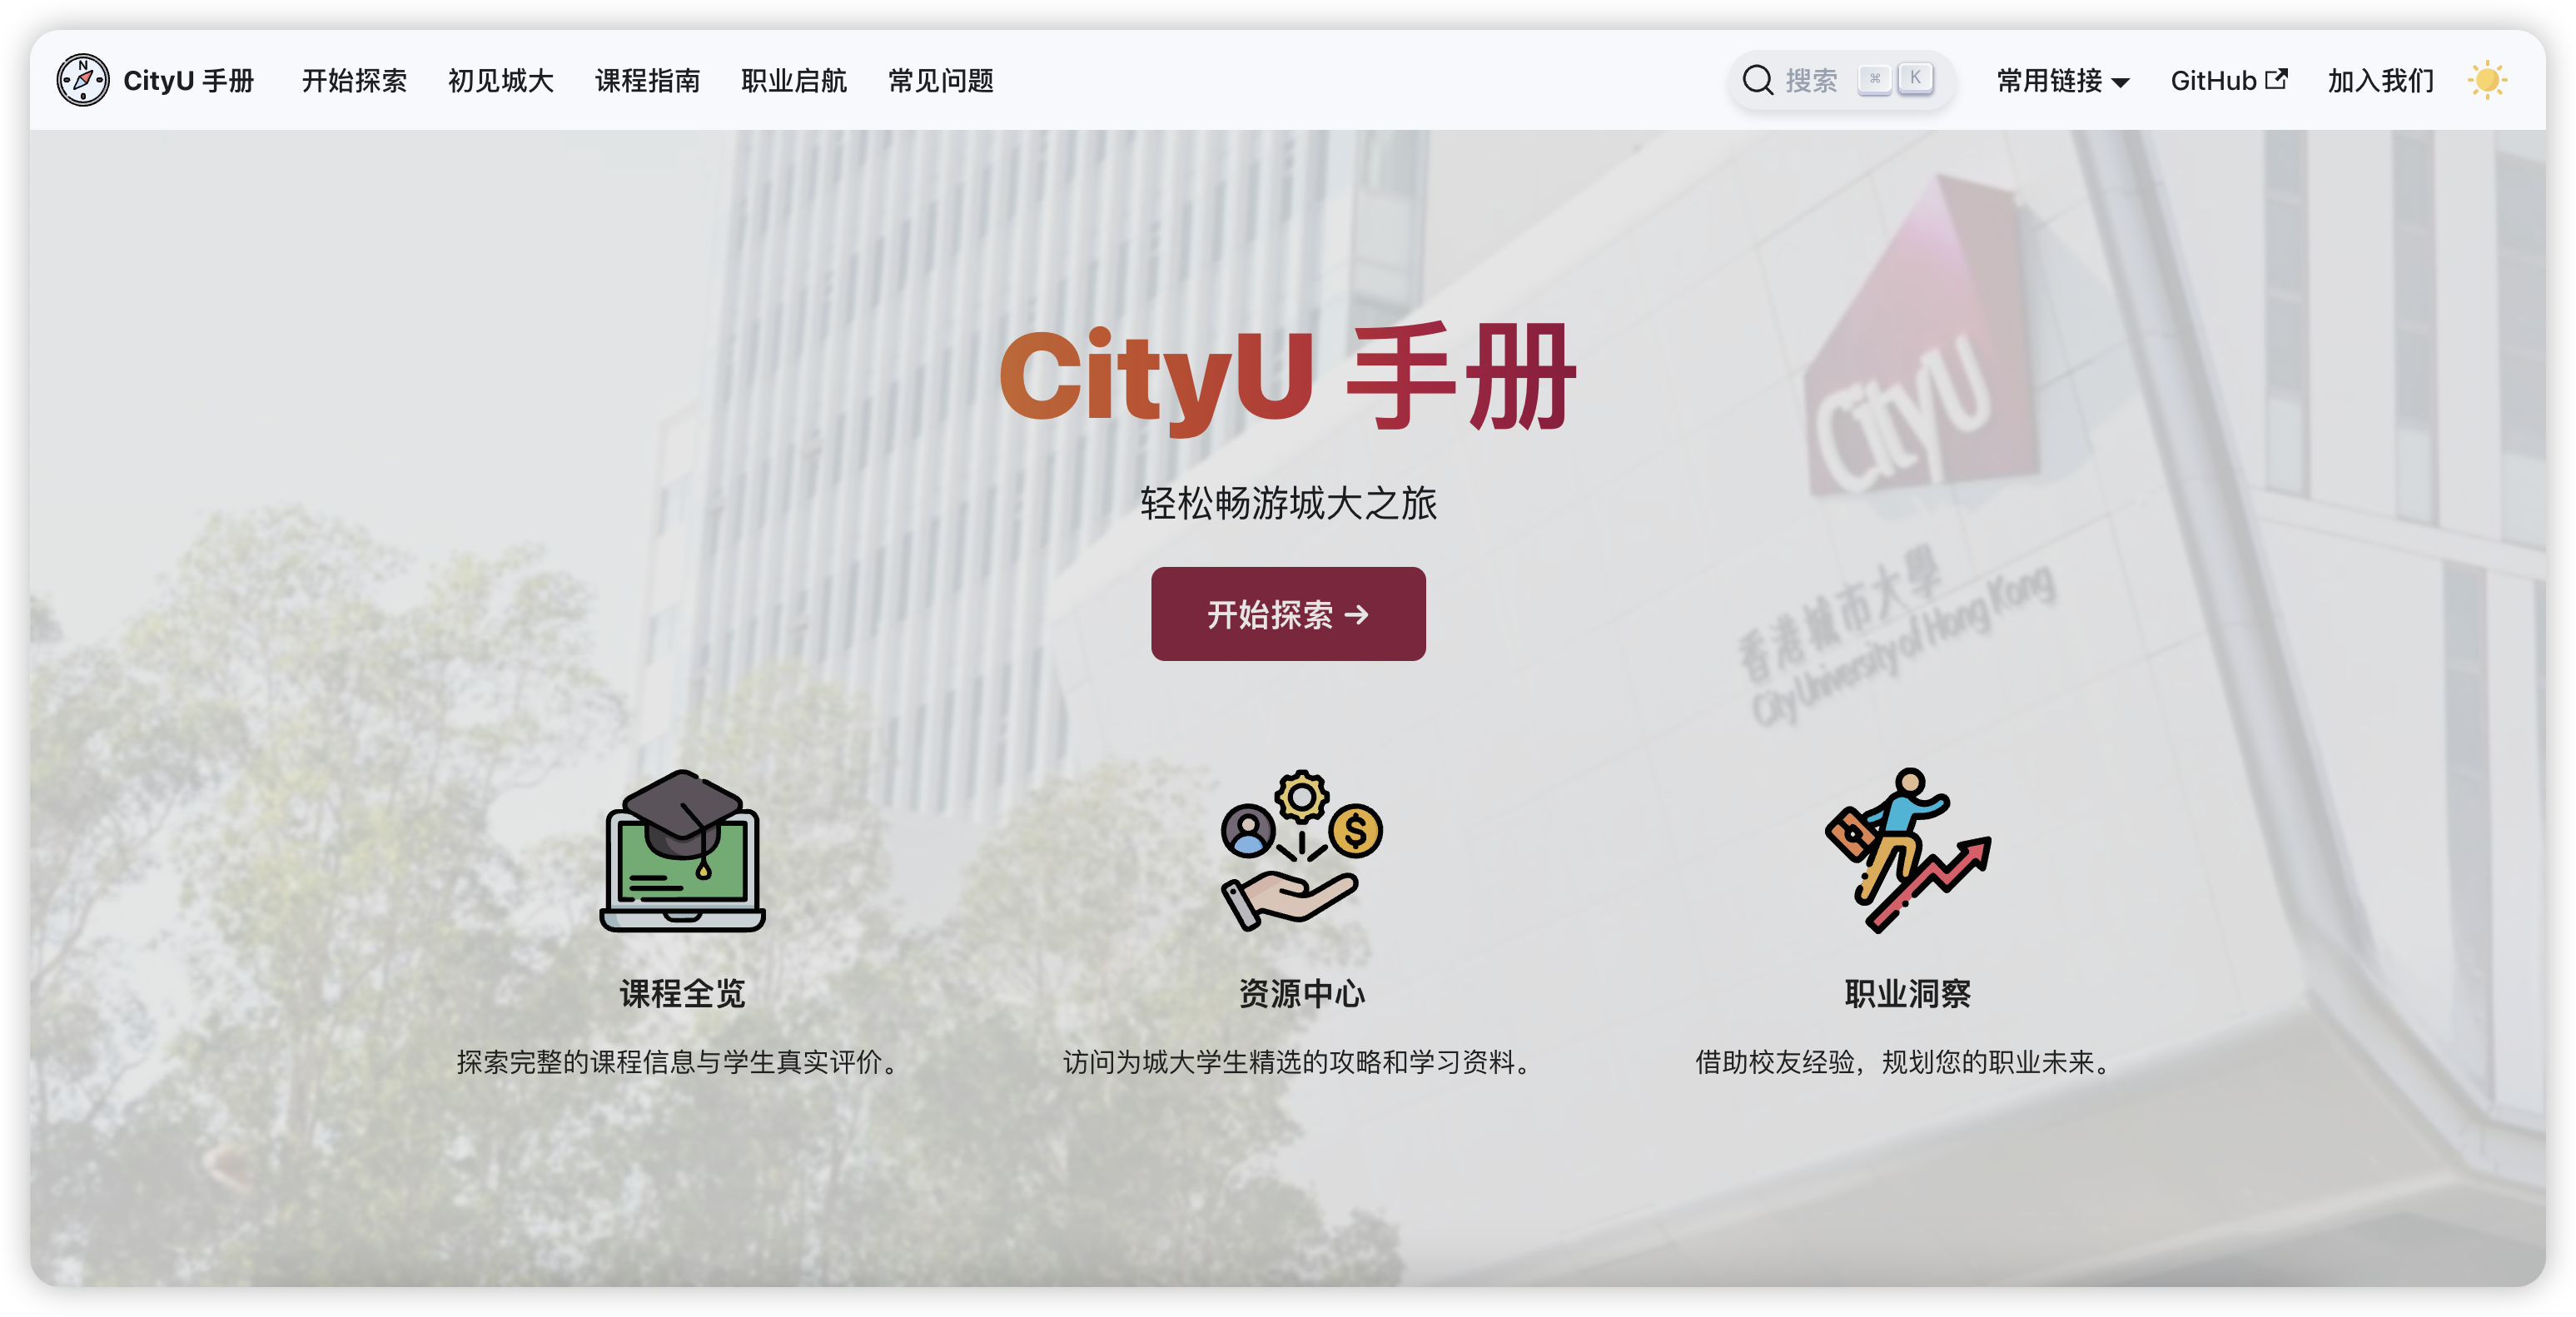 CityU 手册
开始探索
初见城大
课程指南
职业启航
常见问题
搜索 ⌘ K
常用链接
GitHub
加入我们
N
CityU
CityU 手册
轻松畅游城大之旅
开始探索 →
香港城市大學
City University of Hong Kong
课程全览
资源中心
职业洞察
探索完整的课程信息与学生真实评价。
访问为城大学生精选的攻略和学习资料。
借助校友经验，规划您的职业未来。